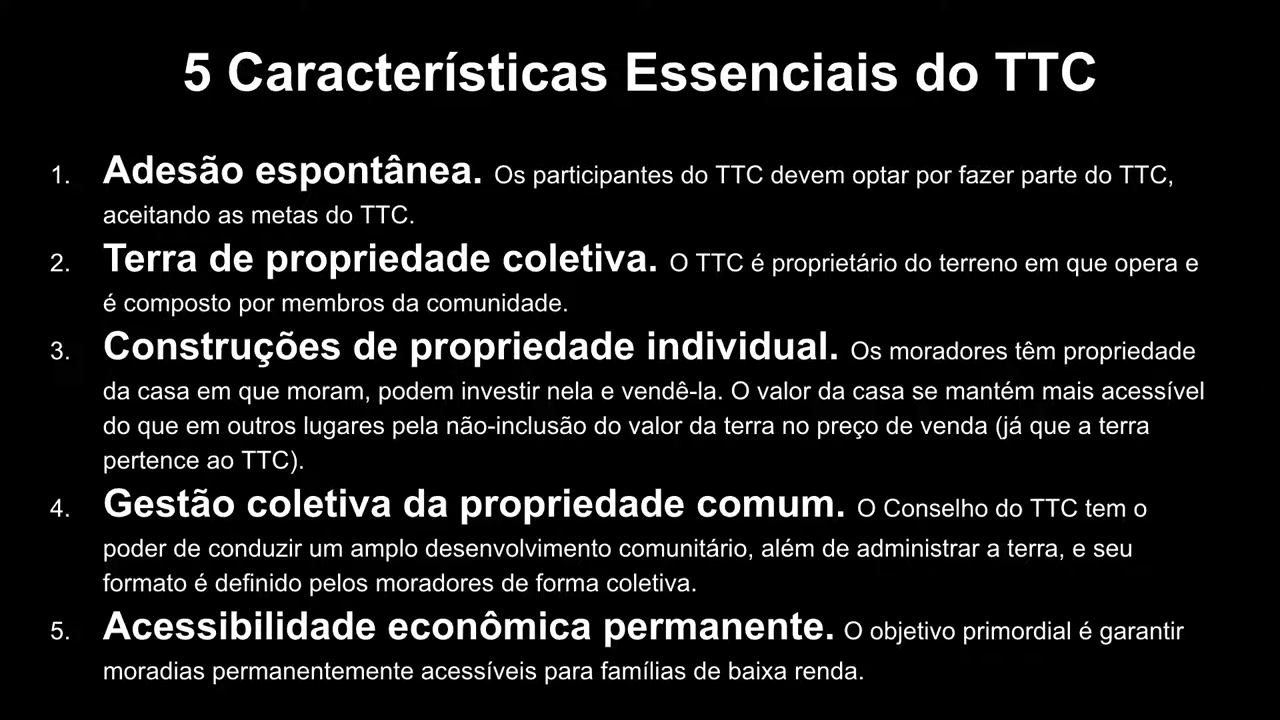 5 Características Essenciais do TTC
1. Adesão espontânea. Os participantes do TTC devem optar por fazer parte do TTC,
aceitando as metas do TTC.
2. Terra de propriedade coletiva. O TTC é proprietário do terreno em que opera e
é composto por membros da comunidade.
3. Construções de propriedade individual. Os moradores têm propriedade
da casa em que moram, podem investir nela e vendê-la. O valor da casa se mantém mais acessível
do que em outros lugares pela não-inclusão do valor da terra no preço de venda (já que a terra
pertence ao TTC).
4. Gestão coletiva da propriedade comum. O Conselho do TTC tem o
poder de conduzir um amplo desenvolvimento comunitário, além de administrar a terra, e seu
formato é definido pelos moradores de forma coletiva.
5. Acessibilidade econômica permanente. O objetivo primordial é garantir
moradias permanentemente acessíveis para famílias de baixa renda.